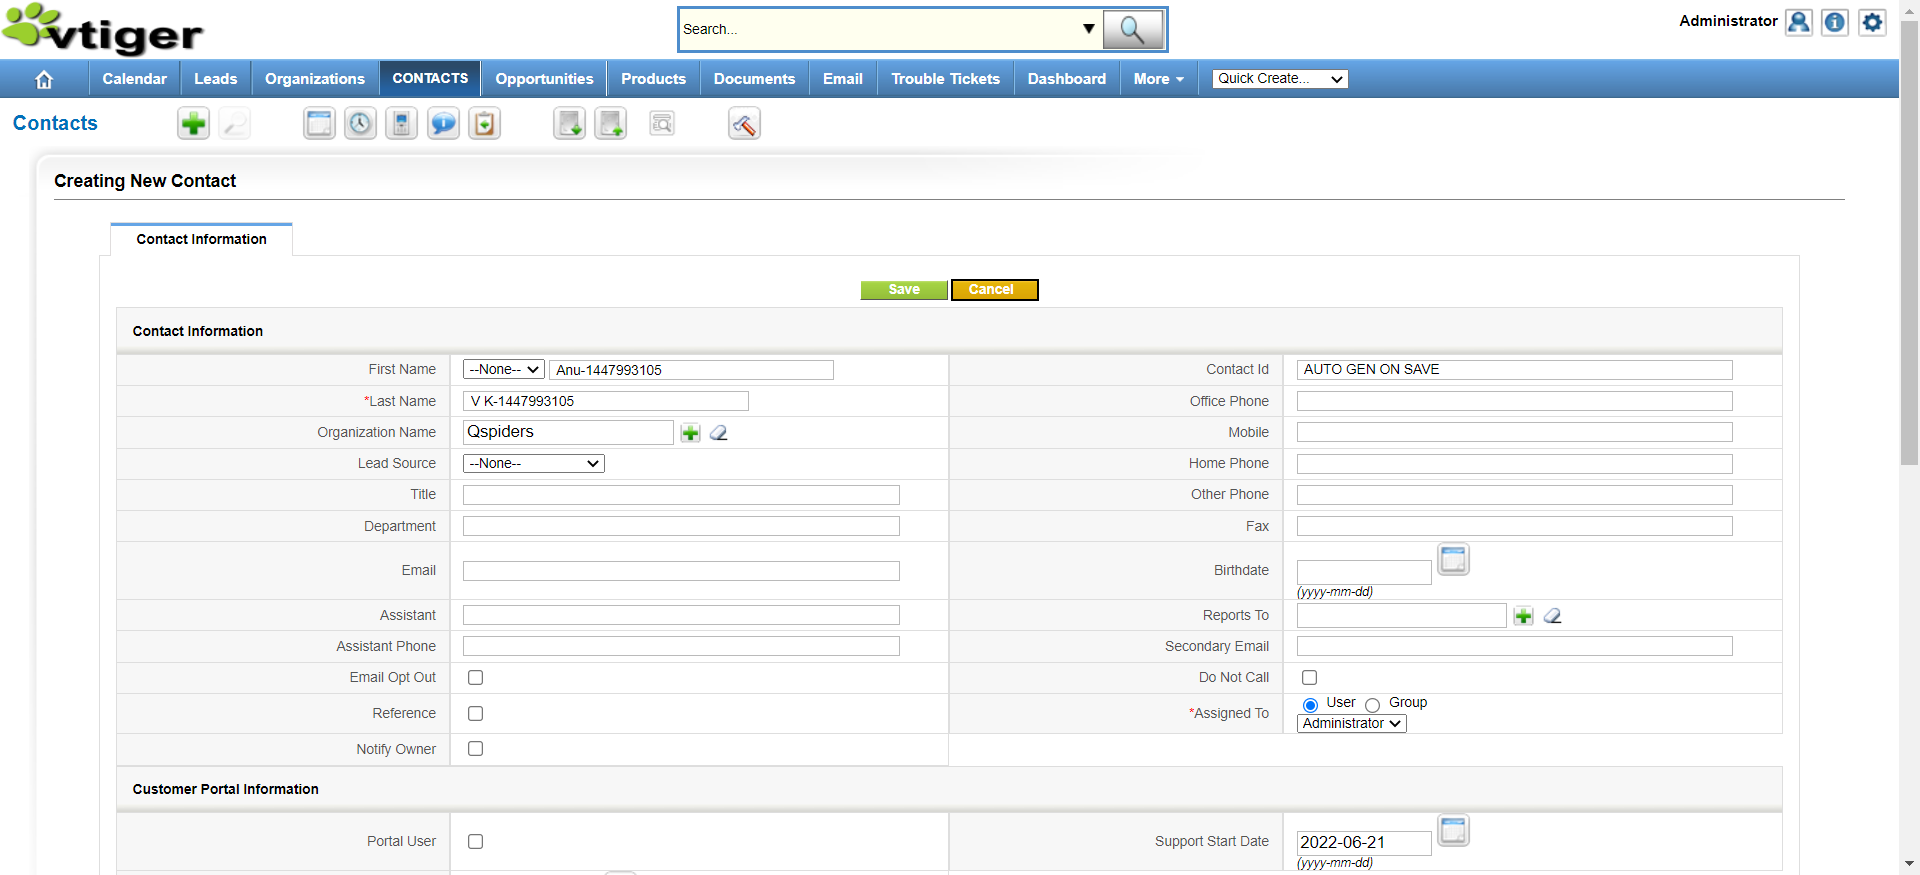 vtiger
Search...
Administrator
Calendar Leads Organizations CONTACTS Opportunities Products Documents Email Trouble Tickets Dashboard More Quick Create...
Contacts
Creating New Contact
Contact Information
Save Cancel
Contact Information
First Name --None-- Anu-1447993105 Contact Id AUTO GEN ON SAVE
*Last Name V K-1447993105 Office Phone
Organization Name Qspiders Mobile
Lead Source --None-- Home Phone
Title Other Phone
Department Fax
Email Birthdate
(yyyy-mm-dd)
Assistant Reports To
Assistant Phone Secondary Email
Email Opt Out Do Not Call
Reference *Assigned To User Group
Administrator
Notify Owner
Customer Portal Information
Portal User Support Start Date 2022-06-21
(yyyy-mm-dd)